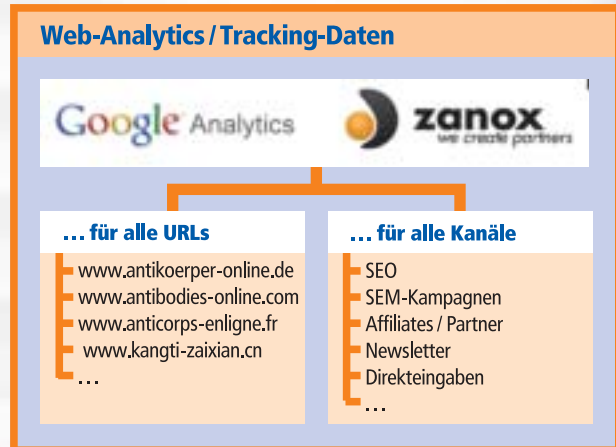 Web-Analytics / Tracking-Daten
Google Analytics
zanox
we create partners
... für alle URLs
www.antikoerper-online.de
www.antibodies-online.com
www.anticorps-enligne.fr
www.kangti-zaixian.cn
...
... für alle Kanäle
SEO
SEM-Kampagnen
Affiliates / Partner
Newsletter
Direkteingaben
...